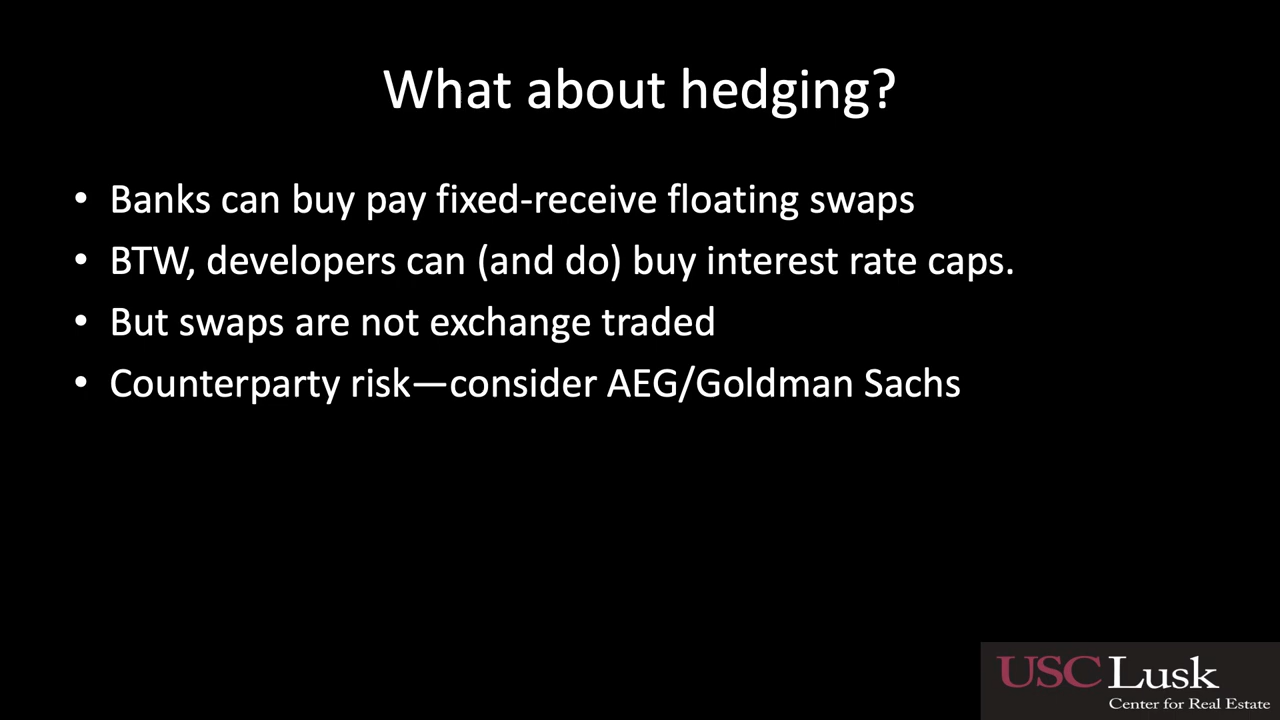 What about hedging?
• Banks can buy pay fixed-receive floating swaps
• BTW, developers can (and do) buy interest rate caps.
• But swaps are not exchange traded
• Counterparty risk—consider AEG/Goldman Sachs
USC Lusk
Center for Real Estate